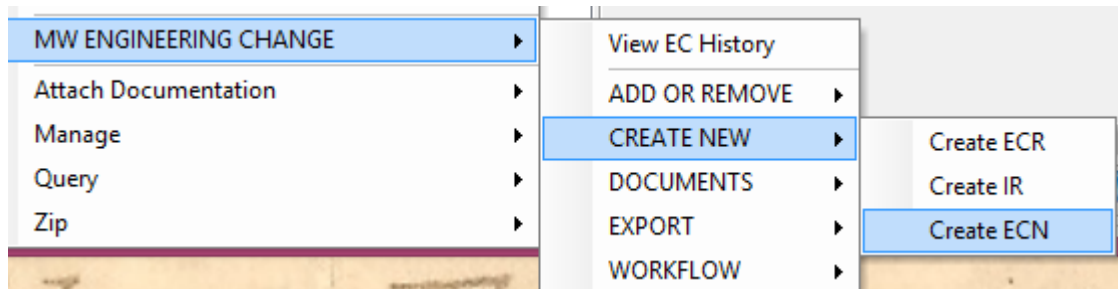 MW ENGINEERING CHANGE
Attach Documentation
Manage
Query
Zip
View EC History
ADD OR REMOVE
CREATE NEW
DOCUMENTS
EXPORT
WORKFLOW
Create ECR
Create IR
Create ECN